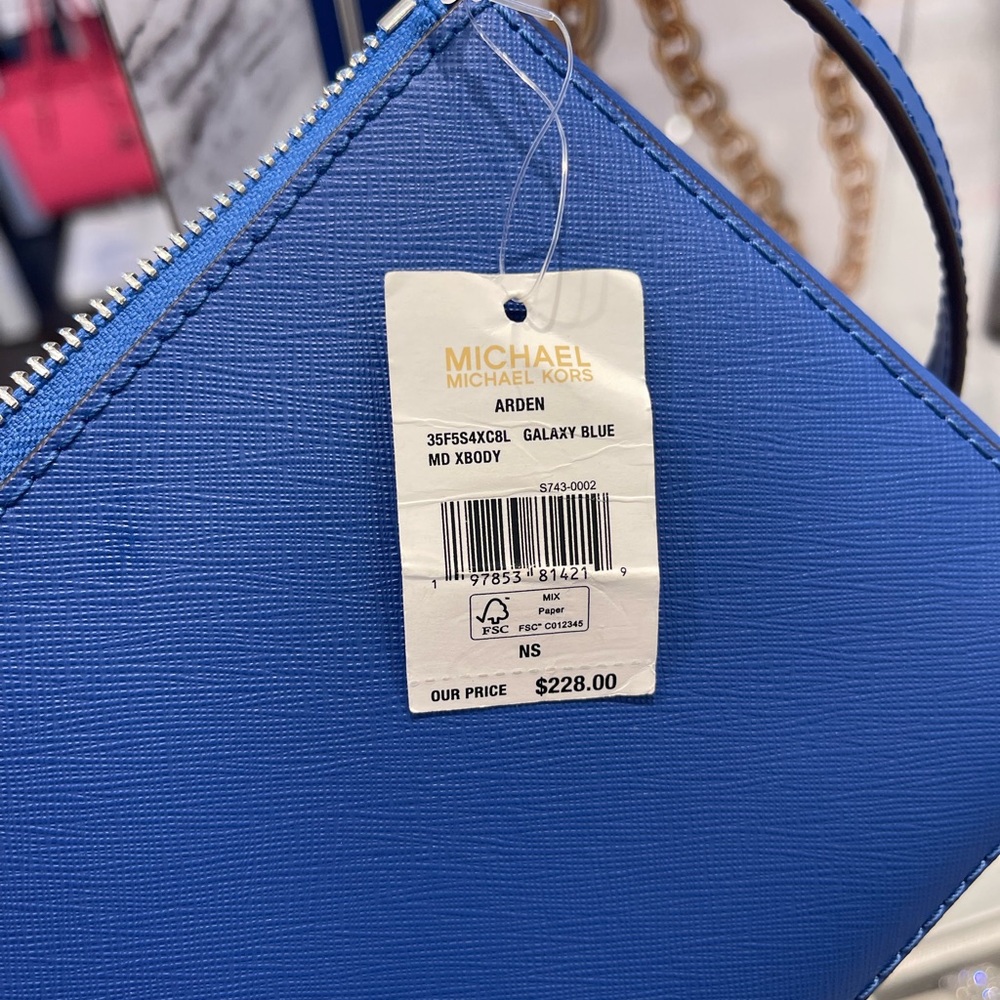 MICHAEL
MICHAEL KORS
ARDEN
35F5S4XC8L GALAXY BLUE
MD XBODY
S743-0002
1 97853 81421 9
FSC
MIX
Paper
FSC™ C012345
NS
OUR PRICE $228.00